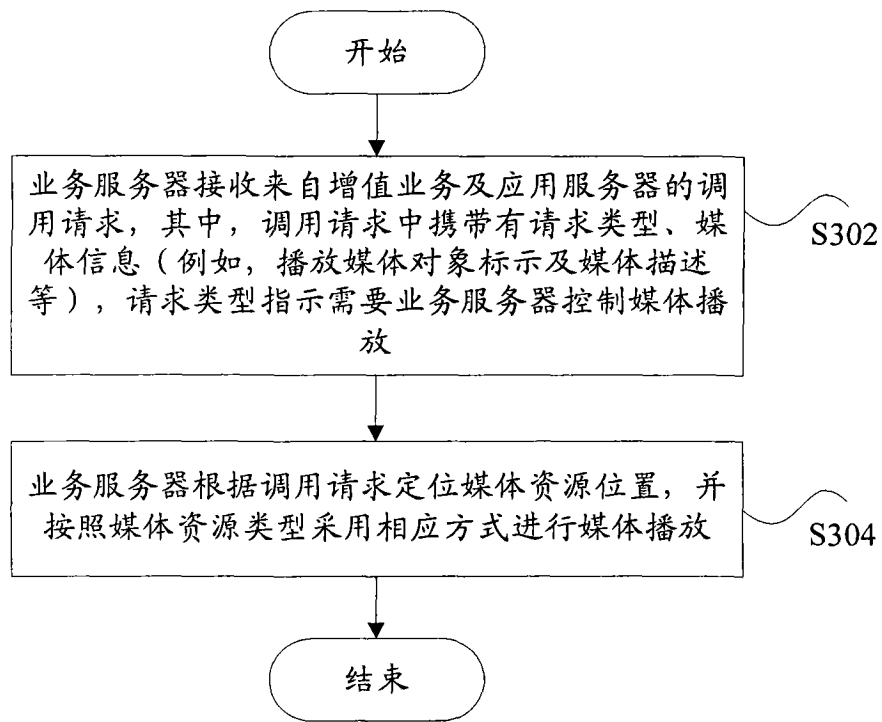 开始
业务服务器接收来自增值业务及应用服务器的调
用请求，其中，调用请求中携带有请求类型、媒
体信息（例如，播放媒体对象标示及媒体描述
等），请求类型指示需要业务服务器控制媒体播
放
S302
业务服务器根据调用请求定位媒体资源位置，并
按照媒体资源类型采用相应方式进行媒体播放
S304
结束